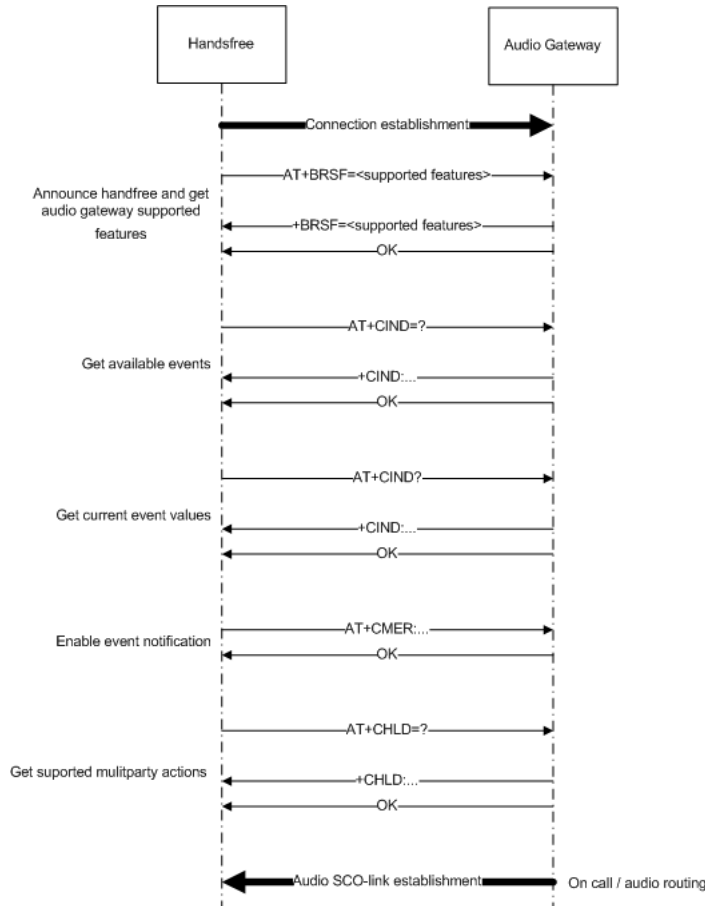 Handsfree
Audio Gateway
Connection establishment
AT+BRSF=<supported features>
Announce handfree and get
audio gateway supported
features
+BRSF=<supported features>
OK
AT+CIND=?
Get available events
+CIND:...
OK
AT+CIND?
Get current event values
+CIND:...
OK
AT+CMER:...
Enable event notification
OK
AT+CHLD=?
Get suported mulitparty actions
+CHLD:...
OK
Audio SCO-link establishment
On call / audio routing